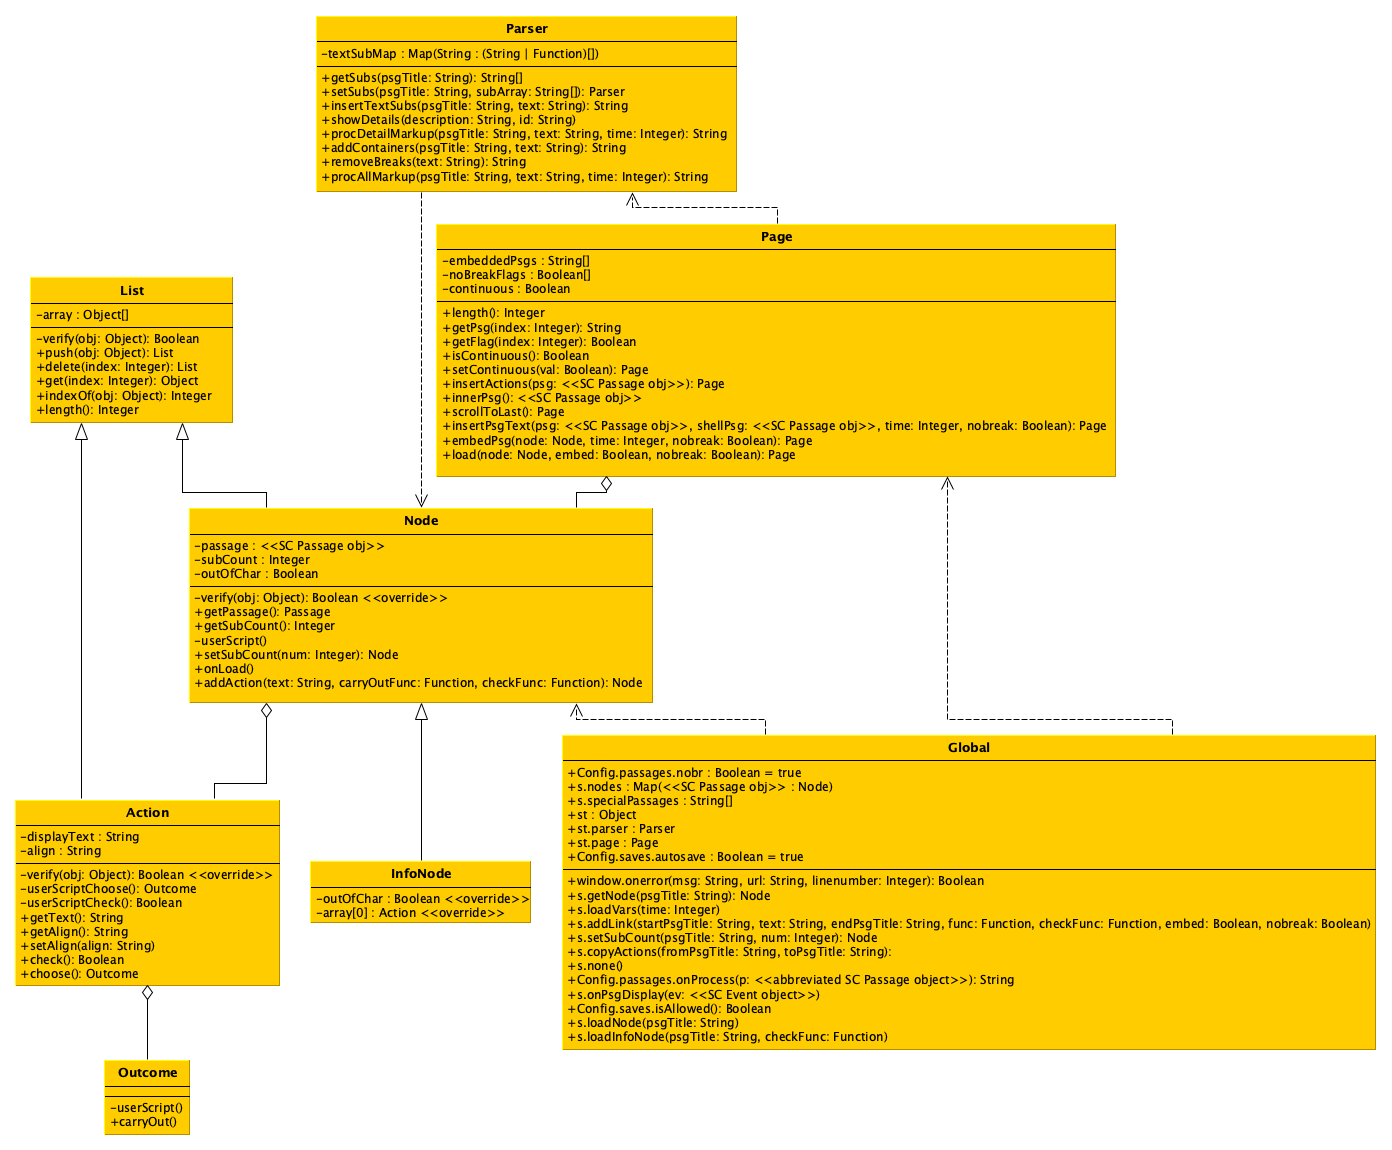 Parser
-textSubMap : Map(String : (String | Function)[])
+getSubs(psgTitle: String): String[]
+setSubs(psgTitle: String, subArray: String[]): Parser
+insertTextSubs(psgTitle: String, text: String): String
+showDetails(description: String, id: String)
+procDetailMarkup(psgTitle: String, text: String, time: Integer): String
+addContainers(psgTitle: String, text: String): String
+removeBreaks(text: String): String
+procAllMarkup(psgTitle: String, text: String, time: Integer): String
Page
-embeddedPsgs : String[]
-noBreakFlags : Boolean[]
-continuous : Boolean
+length(): Integer
+getPsg(index: Integer): String
+getFlag(index: Integer): Boolean
+isContinuous(): Boolean
+setContinuous(val: Boolean): Page
+insertActions(psg: <<SC Passage obj>>): Page
+innerPsg(): <<SC Passage obj>>
+scrollToLast(): Page
+insertPsgText(psg: <<SC Passage obj>>, shellPsg: <<SC Passage obj>>, time: Integer, nobreak: Boolean): Page
+embedPsg(node: Node, time: Integer, nobreak: Boolean): Page
+load(node: Node, embed: Boolean, nobreak: Boolean): Page
List
-array : Object[]
-verify(obj: Object): Boolean
+push(obj: Object): List
+delete(index: Integer): List
+get(index: Integer): Object
+indexOf(obj: Object): Integer
+length(): Integer
Node
-passage : <<SC Passage obj>>
-subCount : Integer
-outOfChar : Boolean
-verify(obj: Object): Boolean <<override>>
+getPassage(): Passage
+getSubCount(): Integer
-userScript()
+setSubCount(num: Integer): Node
+onLoad()
+addAction(text: String, carryOutFunc: Function, checkFunc: Function): Node
Global
+Config.passages.nobr : Boolean = true
+s.nodes : Map(<<SC Passage obj>> : Node)
+s.specialPassages : String[]
+st : Object
+st.parser : Parser
+st.page : Page
+Config.saves.autosave : Boolean = true
+window.onerror(msg: String, url: String, linenumber: Integer): Boolean
+s.getNode(psgTitle: String): Node
+s.loadVars(time: Integer)
+s.addLink(startPsgTitle: String, text: String, endPsgTitle: String, func: Function, checkFunc: Function, embed: Boolean, nobreak: Boolean)
+s.setSubCount(psgTitle: String, num: Integer): Node
+s.copyActions(fromPsgTitle: String, toPsgTitle: String):
+s.none()
+Config.passages.onProcess(p: <<abbreviated SC Passage object>>): String
+s.onPsgDisplay(ev: <<SC Event object>>)
+Config.saves.isAllowed(): Boolean
+s.loadNode(psgTitle: String)
+s.loadInfoNode(psgTitle: String, checkFunc: Function)
Action
-displayText : String
-align : String
-verify(obj: Object): Boolean <<override>>
-userScriptChoose(): Outcome
-userScriptCheck(): Boolean
+getText(): String
+getAlign(): String
+setAlign(align: String)
+check(): Boolean
+choose(): Outcome
InfoNode
-outOfChar : Boolean <<override>>
-array[0] : Action <<override>>
Outcome
-userScript()
+carryOut()